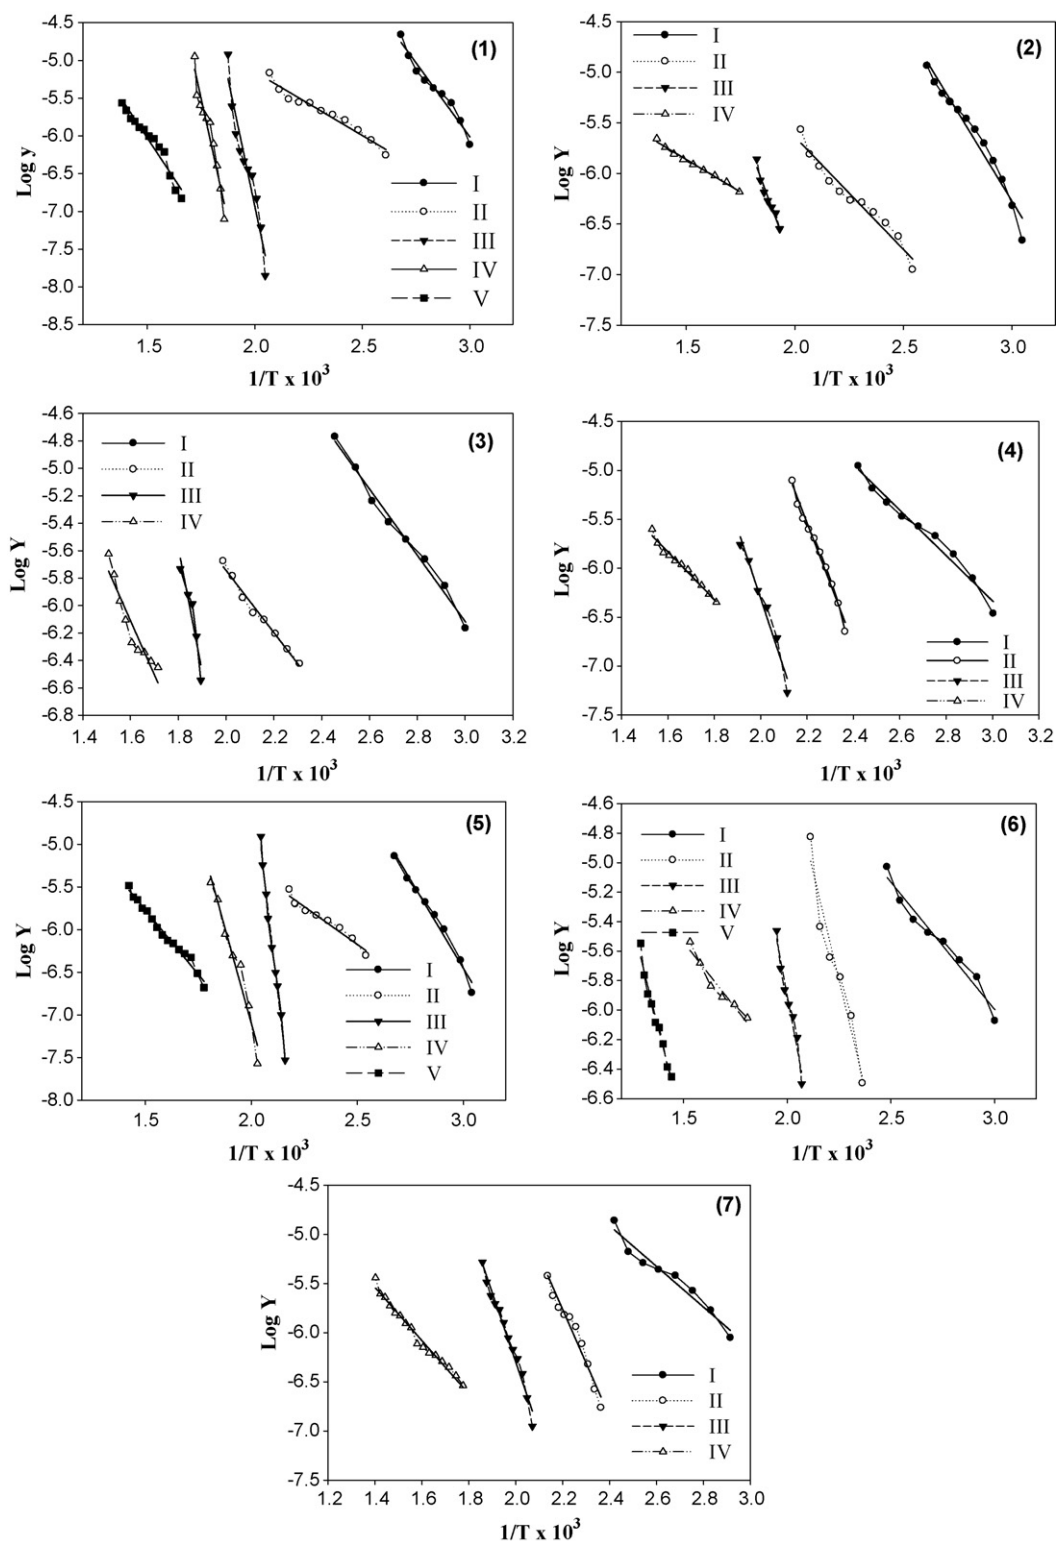 (1)
-4.5
-5.0
-5.5
-6.0
-6.5
-7.0
-7.5
-8.0
-8.5
Log y
1.5 2.0 2.5 3.0
1/T x 10³
I
II
III
IV
V
(2)
-4.5
-5.0
-5.5
-6.0
-6.5
-7.0
-7.5
Log Y
1.5 2.0 2.5 3.0
1/T x 10³
I
II
III
IV
(3)
-4.6
-4.8
-5.0
-5.2
-5.4
-5.6
-5.8
-6.0
-6.2
-6.4
-6.6
-6.8
Log Y
1.4 1.6 1.8 2.0 2.2 2.4 2.6 2.8 3.0 3.2
1/T x 10³
I
II
III
IV
(4)
-4.5
-5.0
-5.5
-6.0
-6.5
-7.0
-7.5
Log Y
1.4 1.6 1.8 2.0 2.2 2.4 2.6 2.8 3.0 3.2
1/T x 10³
I
II
III
IV
(5)
-4.5
-5.0
-5.5
-6.0
-6.5
-7.0
-7.5
-8.0
Log Y
1.5 2.0 2.5 3.0
1/T x 10³
I
II
III
IV
V
(6)
-4.6
-4.8
-5.0
-5.2
-5.4
-5.6
-5.8
-6.0
-6.2
-6.4
-6.6
Log Y
1.5 2.0 2.5 3.0
1/T x 10³
I
II
III
IV
V
(7)
-4.5
-5.0
-5.5
-6.0
-6.5
-7.0
-7.5
Log Y
1.2 1.4 1.6 1.8 2.0 2.2 2.4 2.6 2.8 3.0
1/T x 10³
I
II
III
IV